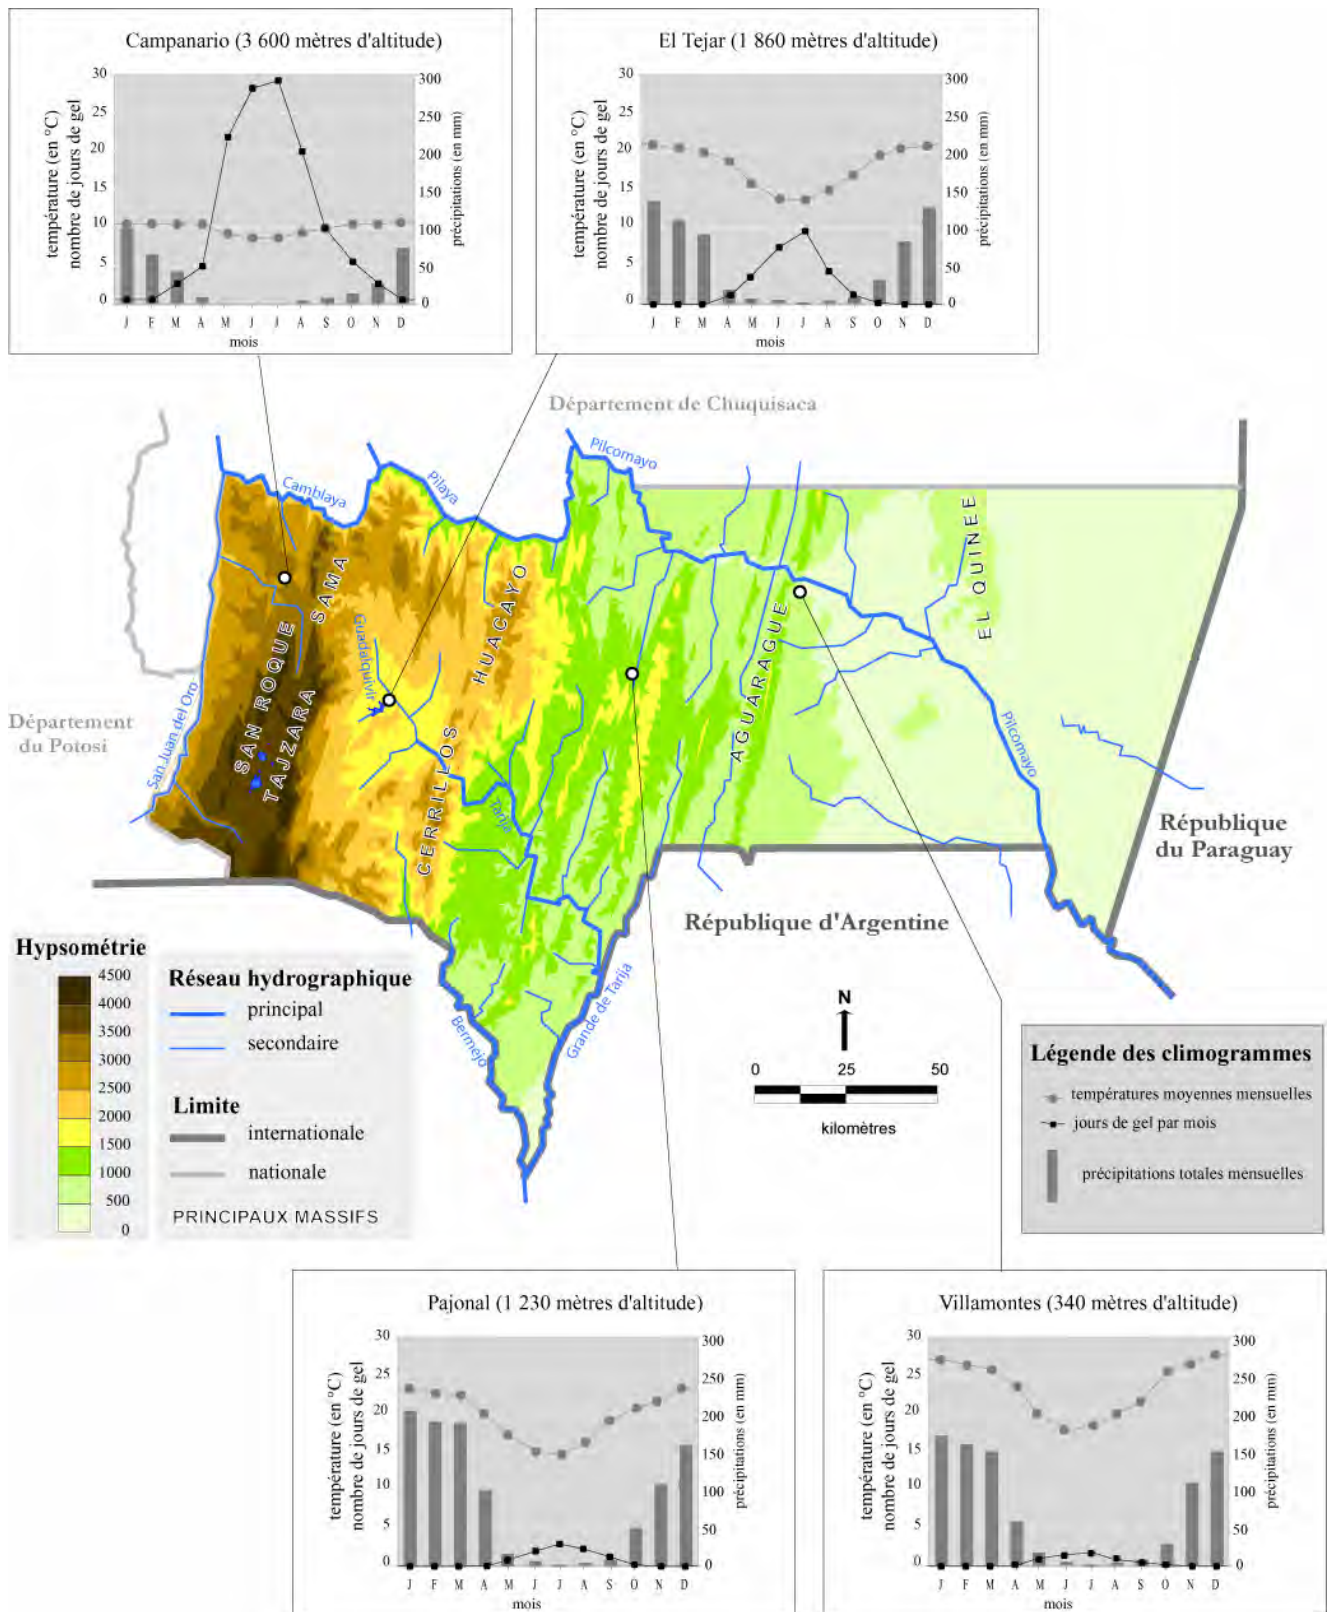 Campanario (3 600 mètres d'altitude)
température (en °C)
nombre de jours de gel
30
25
20
15
10
5
0
300
250
200
150
100
50
0
précipitations (en mm)
J F M A M J J A S O N D
mois
El Tejar (1 860 mètres d'altitude)
température (en °C)
nombre de jours de gel
30
25
20
15
10
5
0
300
250
200
150
100
50
0
précipitations (en mm)
J F M A M J J A S O N D
mois
Département de Chuquisaca
Pilcomayo
Pilaya
Camblaya
SAMA
HUACAYO
EL QUINEE
SAN ROQUE
TAJZARA
Guadalquivir
AGUARAGUE
CERRILLOS
Département
du Potosi
San Juan del Oro
Tarija
Pilcomayo
République
du Paraguay
République d'Argentine
Bermejo
Grande de Tarija
Hypsométrie
4500
4000
3500
3000
2500
2000
1500
1000
500
0
Réseau hydrographique
principal
secondaire
Limite
internationale
nationale
PRINCIPAUX MASSIFS
N
0 25 50
kilomètres
Légende des climogrammes
températures moyennes mensuelles
jours de gel par mois
précipitations totales mensuelles
Pajonal (1 230 mètres d'altitude)
température (en °C)
nombre de jours de gel
30
25
20
15
10
5
0
300
250
200
150
100
50
0
précipitations (en mm)
J F M A M J J A S O N D
mois
Villamontes (340 mètres d'altitude)
température (en °C)
nombre de jours de gel
30
25
20
15
10
5
0
300
250
200
150
100
50
0
précipitations (en mm)
J F M A M J J A S O N D
mois